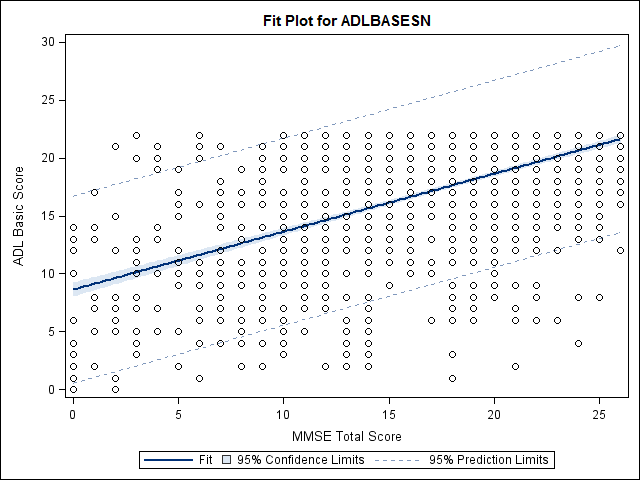 Fit Plot for ADLBASESN
30
25
20
15
10
5
0
ADL Basic Score
0 5 10 15 20 25
MMSE Total Score
Fit 95% Confidence Limits 95% Prediction Limits